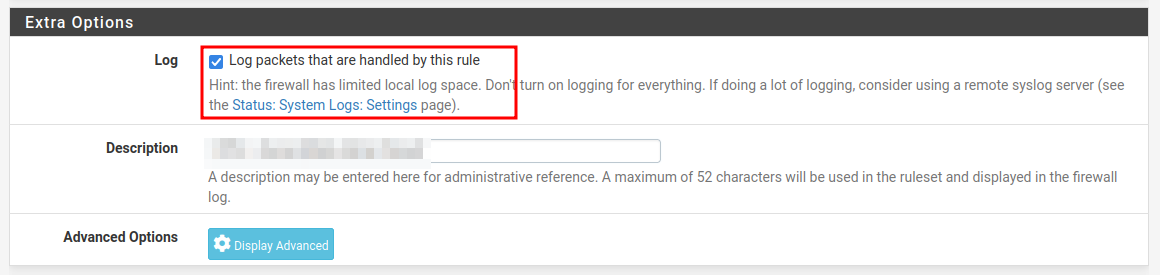 Extra Options
Log
Log packets that are handled by this rule
Hint: the firewall has limited local log space. Don't turn on logging for everything. If doing a lot of logging, consider using a remote syslog server (see
the Status: System Logs: Settings page).
Description
A description may be entered here for administrative reference. A maximum of 52 characters will be used in the ruleset and displayed in the firewall
log.
Advanced Options
Display Advanced